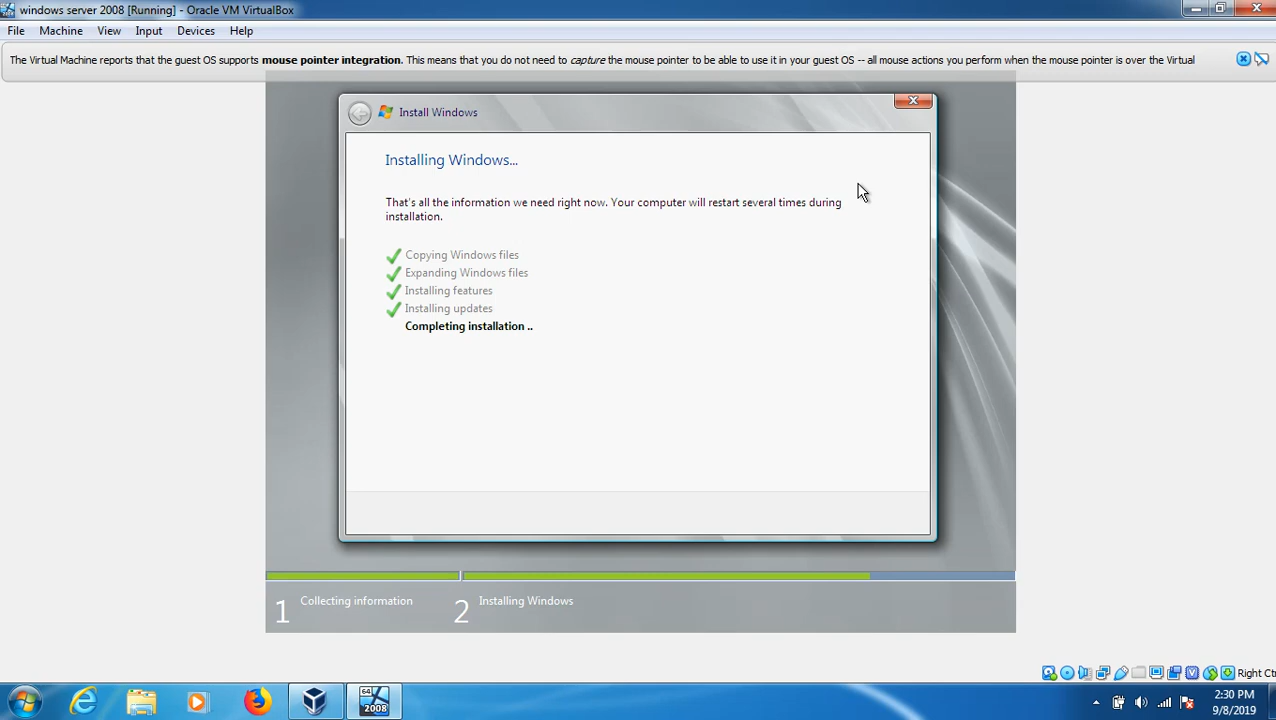 windows server 2008 [Running] - Oracle VM VirtualBox
File Machine View Input Devices Help
The Virtual Machine reports that the guest OS supports mouse pointer integration. This means that you do not need to capture the mouse pointer to be able to use it in your guest OS -- all mouse actions you perform when the mouse pointer is over the Virtual
Install Windows
Installing Windows...
That's all the information we need right now. Your computer will restart several times during
installation.
Copying Windows files
Expanding Windows files
Installing features
Installing updates
Completing installation ..
1 Collecting information 2 Installing Windows
Right Ct
64
2008
2:30 PM
9/8/2019